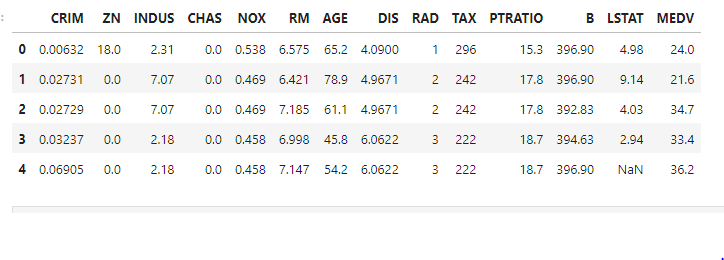 CRIM ZN INDUS CHAS NOX RM AGE DIS RAD TAX PTRATIO B LSTAT MEDV
0 0.00632 18.0 2.31 0.0 0.538 6.575 65.2 4.0900 1 296 15.3 396.90 4.98 24.0
1 0.02731 0.0 7.07 0.0 0.469 6.421 78.9 4.9671 2 242 17.8 396.90 9.14 21.6
2 0.02729 0.0 7.07 0.0 0.469 7.185 61.1 4.9671 2 242 17.8 392.83 4.03 34.7
3 0.03237 0.0 2.18 0.0 0.458 6.998 45.8 6.0622 3 222 18.7 394.63 2.94 33.4
4 0.06905 0.0 2.18 0.0 0.458 7.147 54.2 6.0622 3 222 18.7 396.90 NaN 36.2